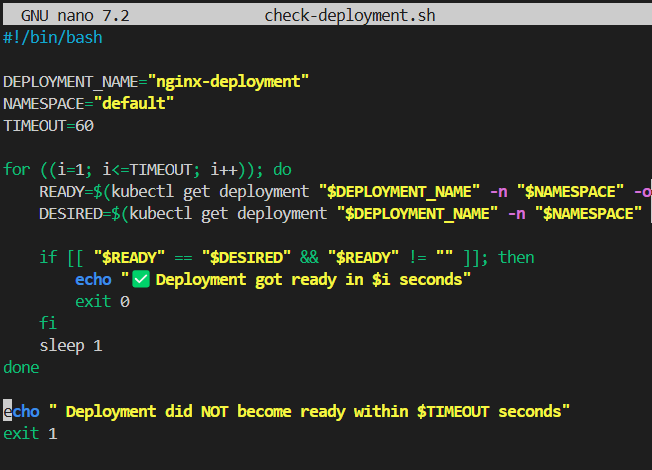 GNU nano 7.2 check-deployment.sh
#!/bin/bash
DEPLOYMENT_NAME="nginx-deployment"
NAMESPACE="default"
TIMEOUT=60
for ((i=1; i<=TIMEOUT; i++)); do
READY=$(kubectl get deployment "$DEPLOYMENT_NAME" -n "$NAMESPACE" -o
DESIRED=$(kubectl get deployment "$DEPLOYMENT_NAME" -n "$NAMESPACE"
if [[ "$READY" == "$DESIRED" && "$READY" != "" ]]; then
echo "✅ Deployment got ready in $i seconds"
exit 0
fi
sleep 1
done
echo " Deployment did NOT become ready within $TIMEOUT seconds"
exit 1